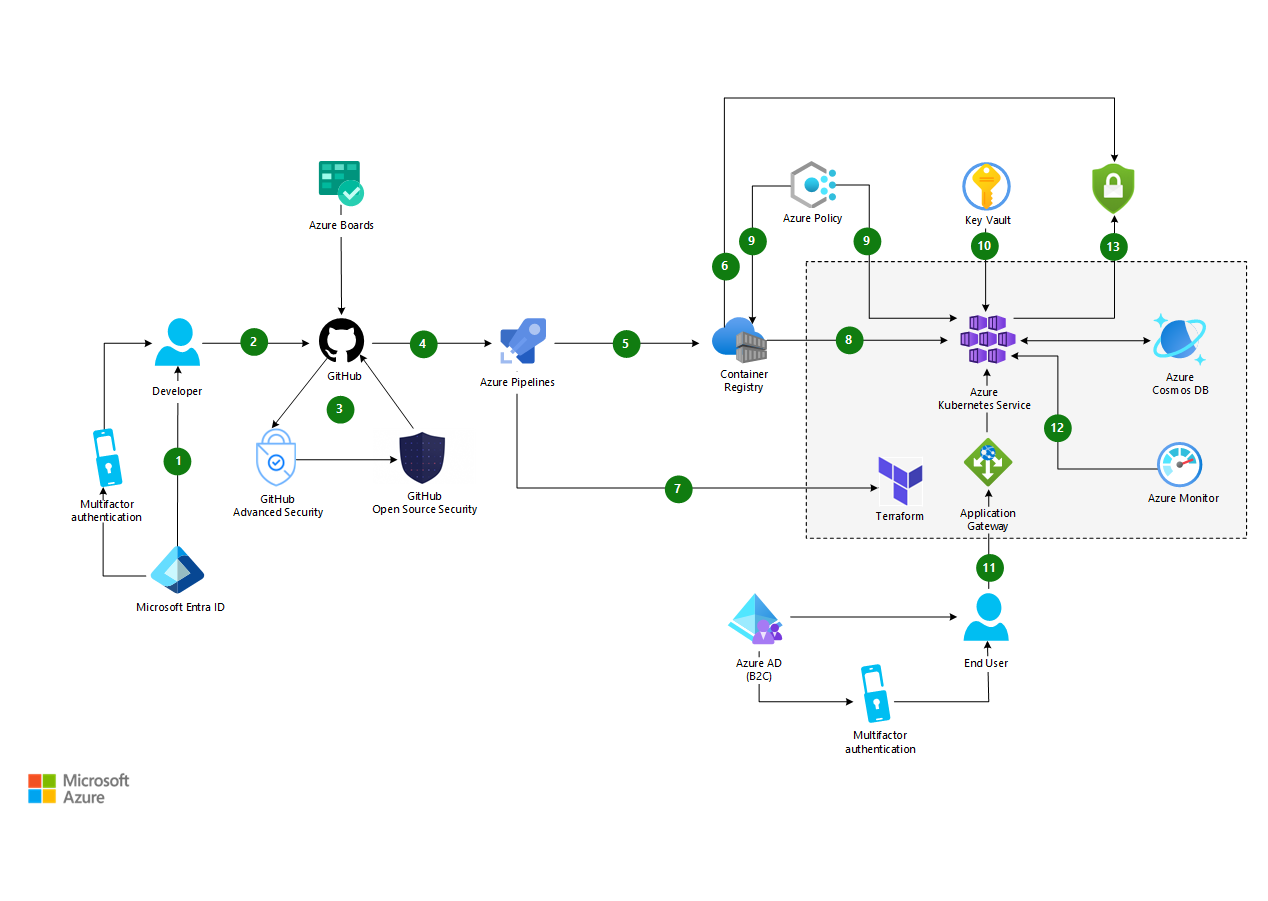 6
9
9
10
13
Azure Boards
Azure Policy
Key Vault
2
4
5
8
Developer
GitHub
Azure Pipelines
Container
Registry
Azure
Kubernetes Service
Azure
Cosmos DB
3
12
1
Multifactor
authentication
GitHub
Advanced Security
GitHub
Open Source Security
7
Terraform
Application
Gateway
Azure Monitor
11
Microsoft Entra ID
Azure AD
(B2C)
End User
Multifactor
authentication
Microsoft
Azure